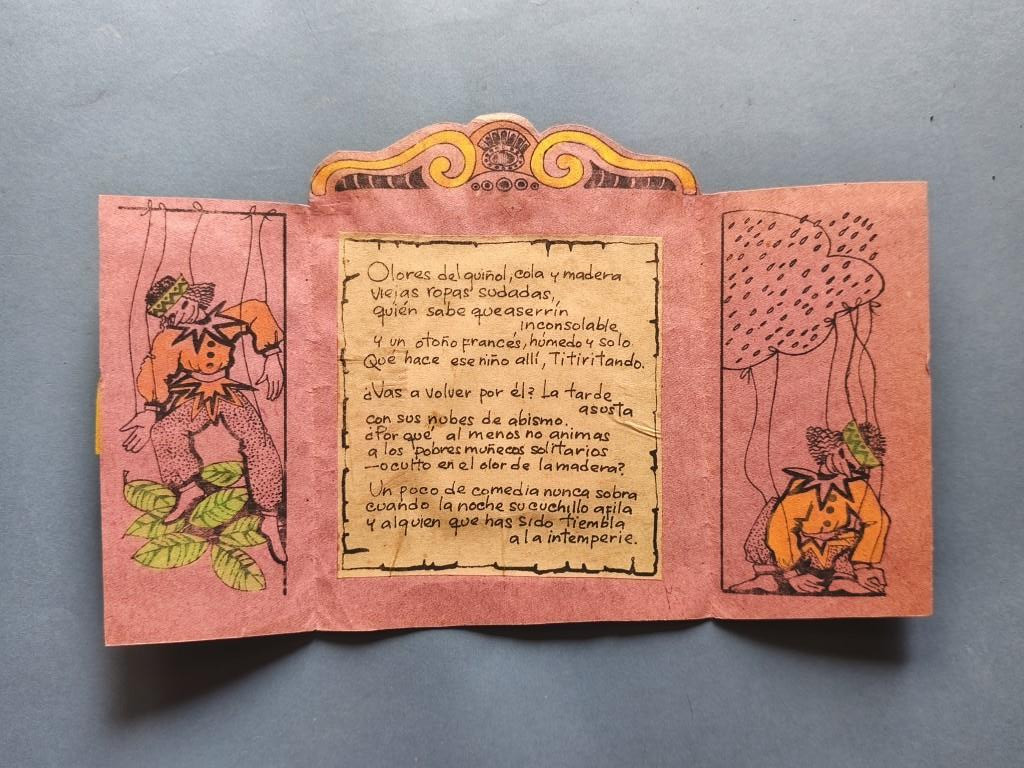 Olores del guiñol, cola y madera
viejas ropas sudadas,
quién sabe que aserrín
inconsolable,
y un otoño francés, húmedo y solo.
Qué hace ese niño allí, Titiritando.
¿Vas a volver por él? La tarde
asusta
con sus nubes de abismo.
¿Por qué al menos no animas
a los pobres muñecos solitarios
—oculto en el olor de la madera?
Un poco de comedia nunca sobra
cuando la noche su cuchillo afila
y alguien que has sido tiembla
a la intemperie.